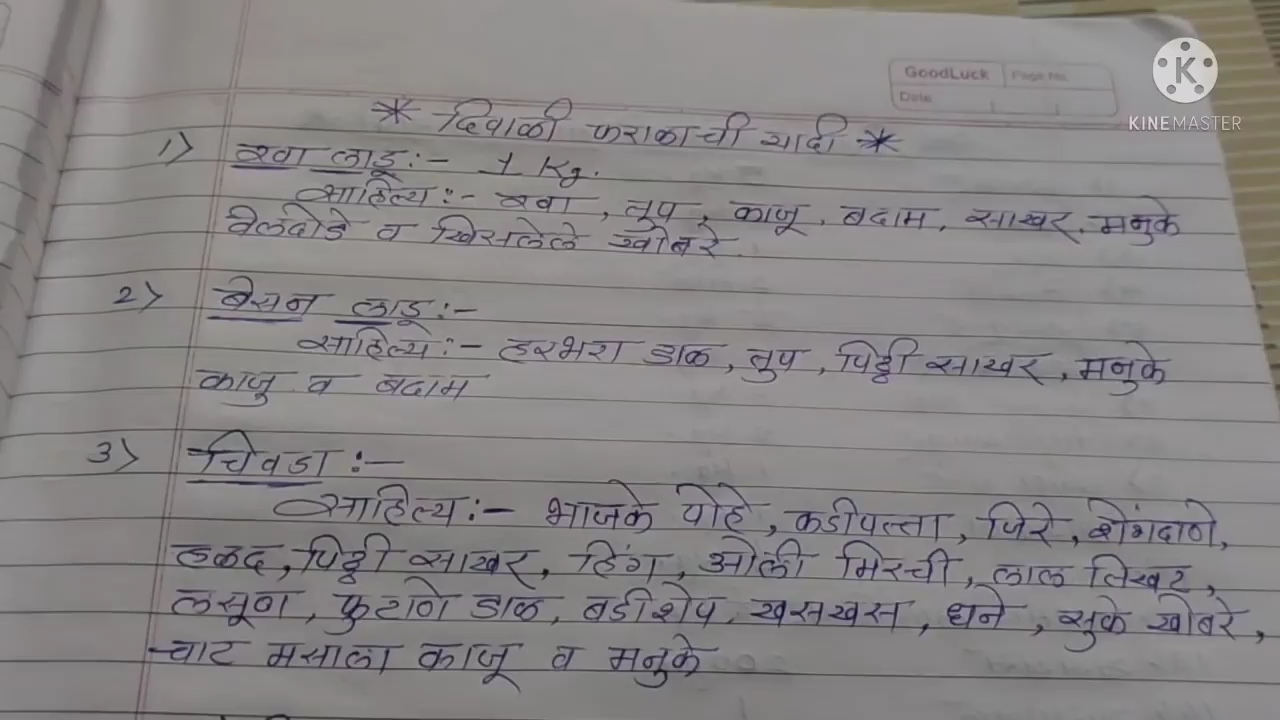 GoodLuck Page No.
Date
KINEMASTER
* दिवाळी फराळाची यादी *
1) रवा लाडू :- 1 Kg.
साहित्य :- रवा, तूप, काजू, बदाम, साखर, मनुके
वेलदोडे व खिसलेले खोबरे
2) बेसन लाडू :-
साहित्ये :- हरभरा डाळ, तुप, पिठ्ठी साखर, मनुके
काजु व बदाम
3) चिवडा :-
साहित्य :- भाजके पोहे, कडीपत्ता, जिरे, शेंगदाणे,
हळद, पिठ्ठी साखर, हिंग, ओली मिरची, लाल तिखट,
लसूण, फुटाणे डाळ, बडीशेप, खसखस, धने, सुके खोबरे,
चाट मसाला काजू व मनुके